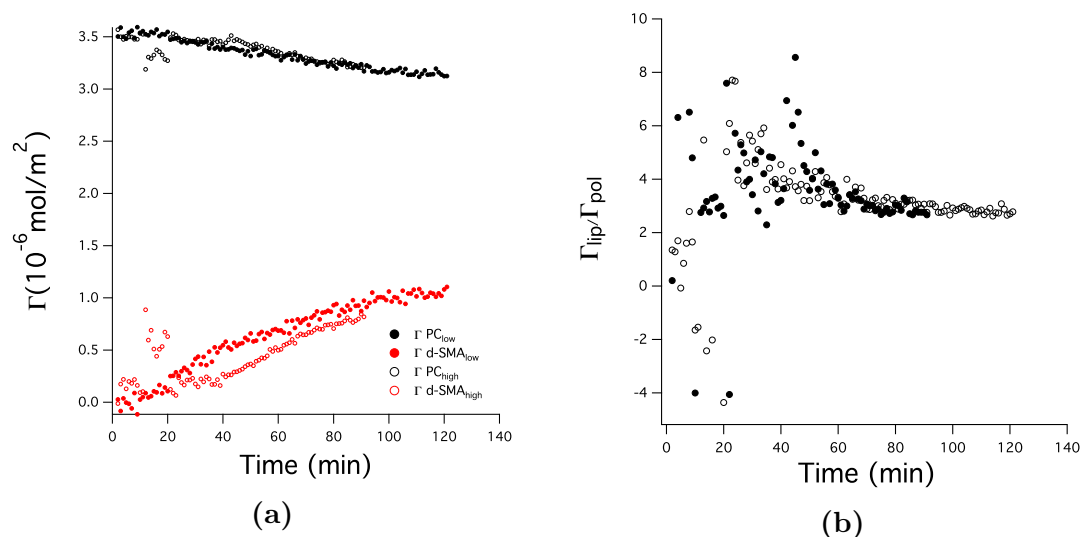 3.5
3.0
2.5
2.0
1.5
1.0
0.5
0.0
Γ(10⁻⁶mol/m²)
Γ PC_low
Γ d-SMA_low
Γ PC_high
Γ d-SMA_high
0 20 40 60 80 100 120 140
Time (min)
(a)
10
8
6
4
2
0
-2
-4
Γ_lip/Γ_pol
0 20 40 60 80 100 120 140
Time (min)
(b)